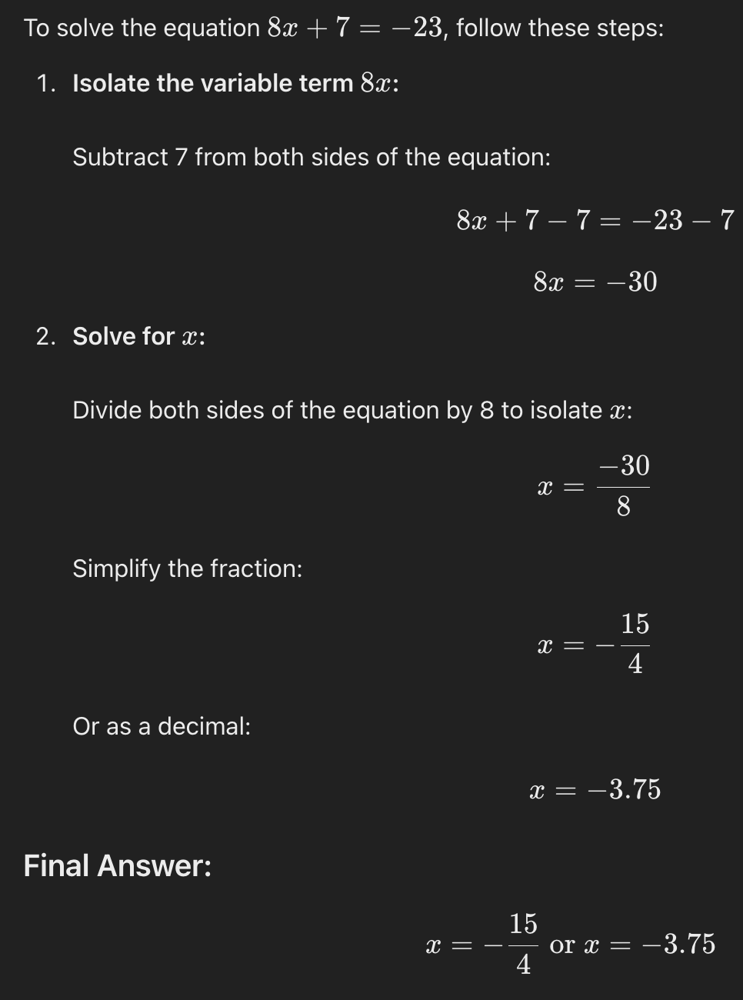 To solve the equation 8x + 7 = −23, follow these steps:
1. Isolate the variable term 8x:
Subtract 7 from both sides of the equation:
8x + 7 − 7 = −23 − 7
8x = −30
2. Solve for x:
Divide both sides of the equation by 8 to isolate x:
x = \frac{−30}{8}
Simplify the fraction:
x = −\frac{15}{4}
Or as a decimal:
x = −3.75
Final Answer:
x = −\frac{15}{4} or x = −3.75